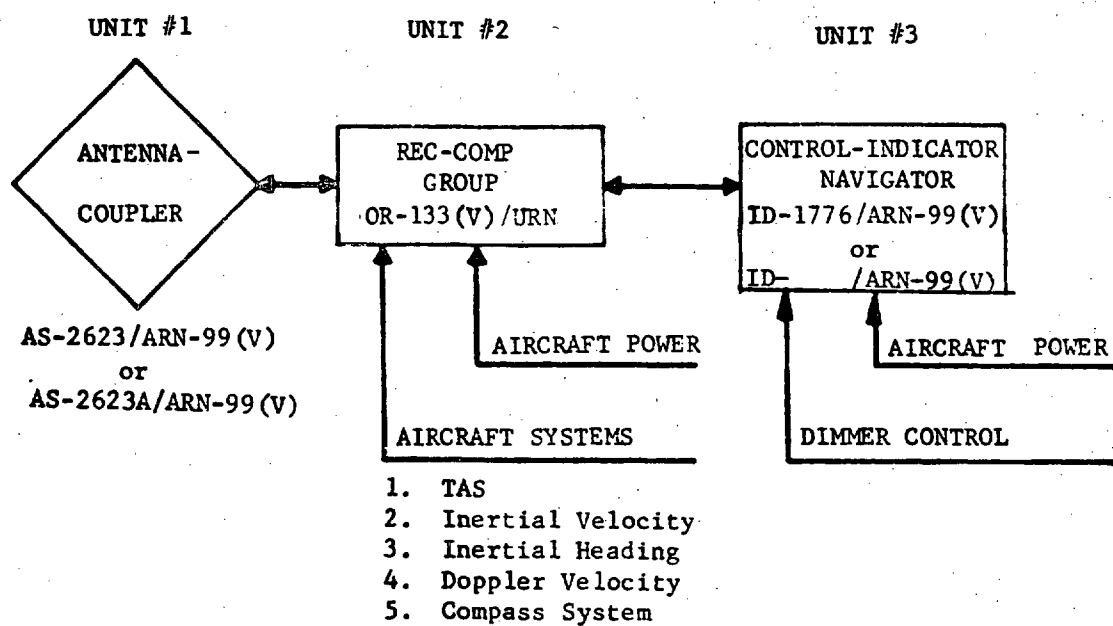 UNIT #1
UNIT #2
UNIT #3
ANTENNA-
COUPLER
REC-COMP
GROUP
OR-133(V)/URN
CONTROL-INDICATOR
NAVIGATOR
ID-1776/ARN-99(V)
or
ID- /ARN-99(V)
AS-2623/ARN-99(V)
or
AS-2623A/ARN-99(V)
AIRCRAFT POWER
AIRCRAFT SYSTEMS
AIRCRAFT POWER
DIMMER CONTROL
1. TAS
2. Inertial Velocity
3. Inertial Heading
4. Doppler Velocity
5. Compass System